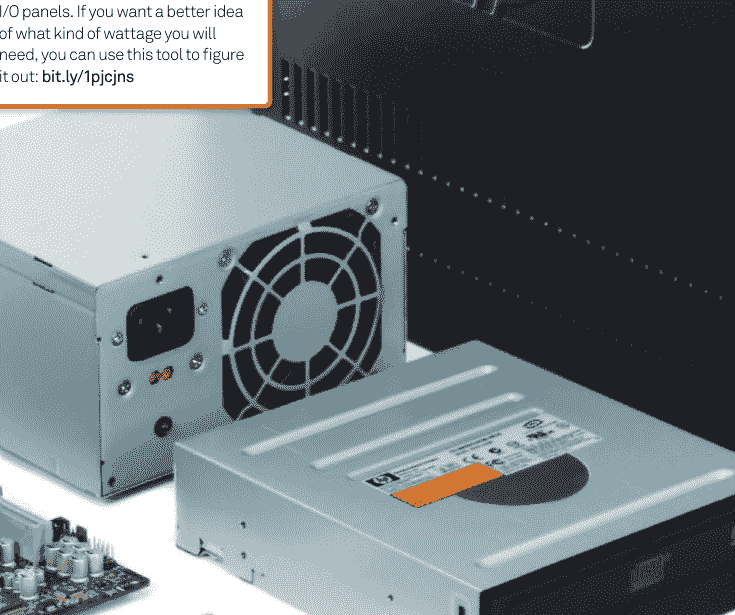 I/O panels. If you want a better idea
of what kind of wattage you will
need, you can use this tool to figure
it out: bit.ly/1pjcjns
hp